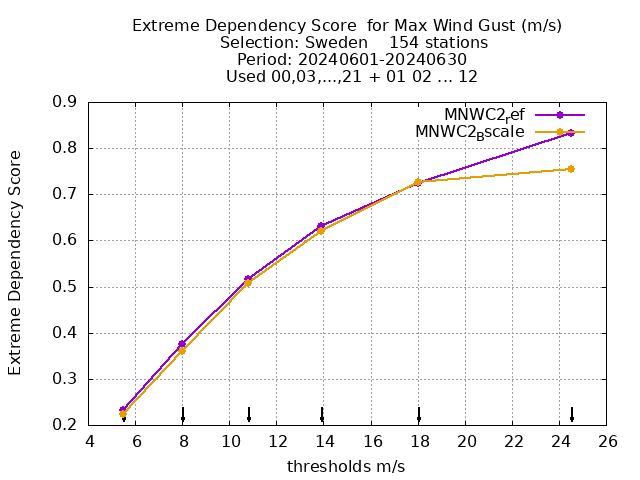 Extreme Dependency Score  for Max Wind Gust (m/s)
Selection: Sweden    154 stations
Period: 20240601-20240630
Used 00,03,...,21 + 01 02 ... 12
MNWC2ref
MNWC2Bscale
Extreme Dependency Score
0.9
0.8
0.7
0.6
0.5
0.4
0.3
0.2
4 6 8 10 12 14 16 18 20 22 24 26
thresholds m/s